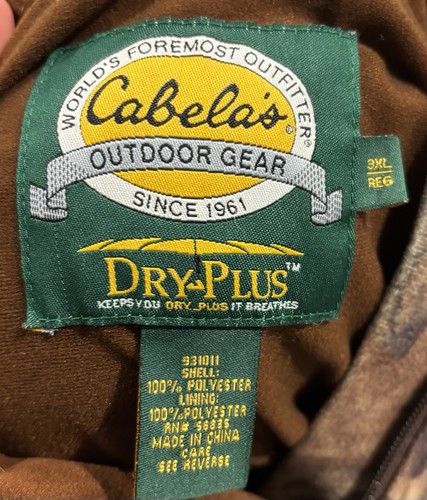 WORLD'S FOREMOST OUTFITTER®
Cabela's®
OUTDOOR GEAR
SINCE 1961
3XL
REG
DRY-PLUS™
KEEPS YOU DRY PLUS IT BREATHES
931011
SHELL:
100% POLYESTER
LINING:
100% POLYESTER
RN# 56835
MADE IN CHINA
CARE
SEE REVERSE